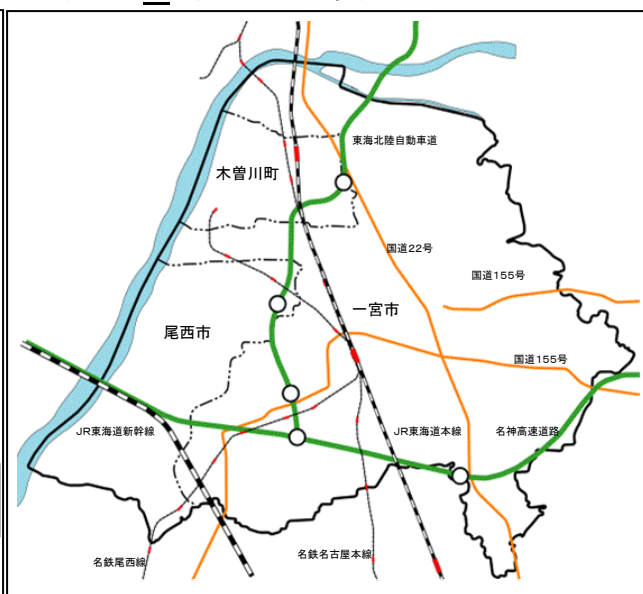 東海北陸自動車道
木曽川町
国道22号
国道155号
一宮市
尾西市
国道155号
JR東海道新幹線
JR東海道本線
名神高速道路
名鉄尾西線
名鉄名古屋本線